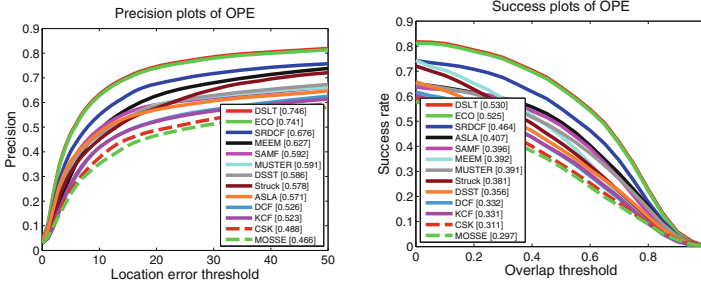 Precision plots of OPE
0.9
0.8
0.7
0.6
0.5
0.4
0.3
0.2
0.1
0
Precision
DSLT [0.746]
ECO [0.741]
SRDCF [0.676]
MEEM [0.627]
SAMF [0.592]
MUSTER [0.591]
DSST [0.586]
Struck [0.578]
ASLA [0.571]
DCF [0.526]
KCF [0.523]
CSK [0.488]
MOSSE [0.466]
0 10 20 30 40 50
Location error threshold
Success plots of OPE
0.9
0.8
0.7
0.6
0.5
0.4
0.3
0.2
0.1
0
Success rate
DSLT [0.530]
ECO [0.525]
SRDCF [0.464]
ASLA [0.407]
SAMF [0.396]
MEEM [0.392]
MUSTER [0.391]
Struck [0.381]
DSST [0.356]
DCF [0.332]
KCF [0.331]
CSK [0.311]
MOSSE [0.297]
0 0.2 0.4 0.6 0.8
Overlap threshold